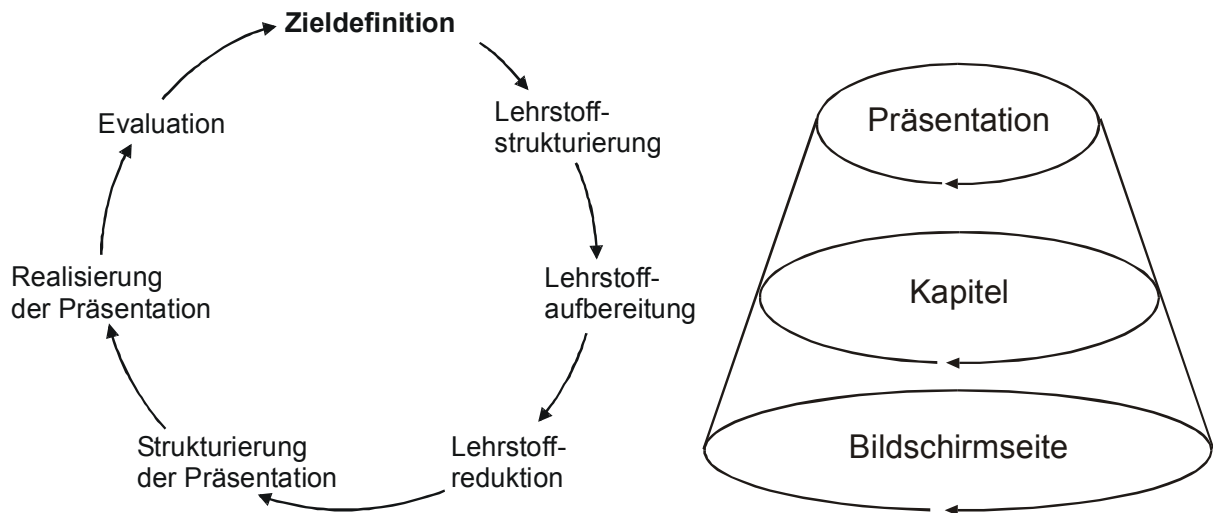 Zieldefinition
Lehrstoff-
strukturierung
Lehrstoff-
aufbereitung
Lehrstoff-
reduktion
Strukturierung
der Präsentation
Realisierung
der Präsentation
Evaluation
Präsentation
Kapitel
Bildschirmseite